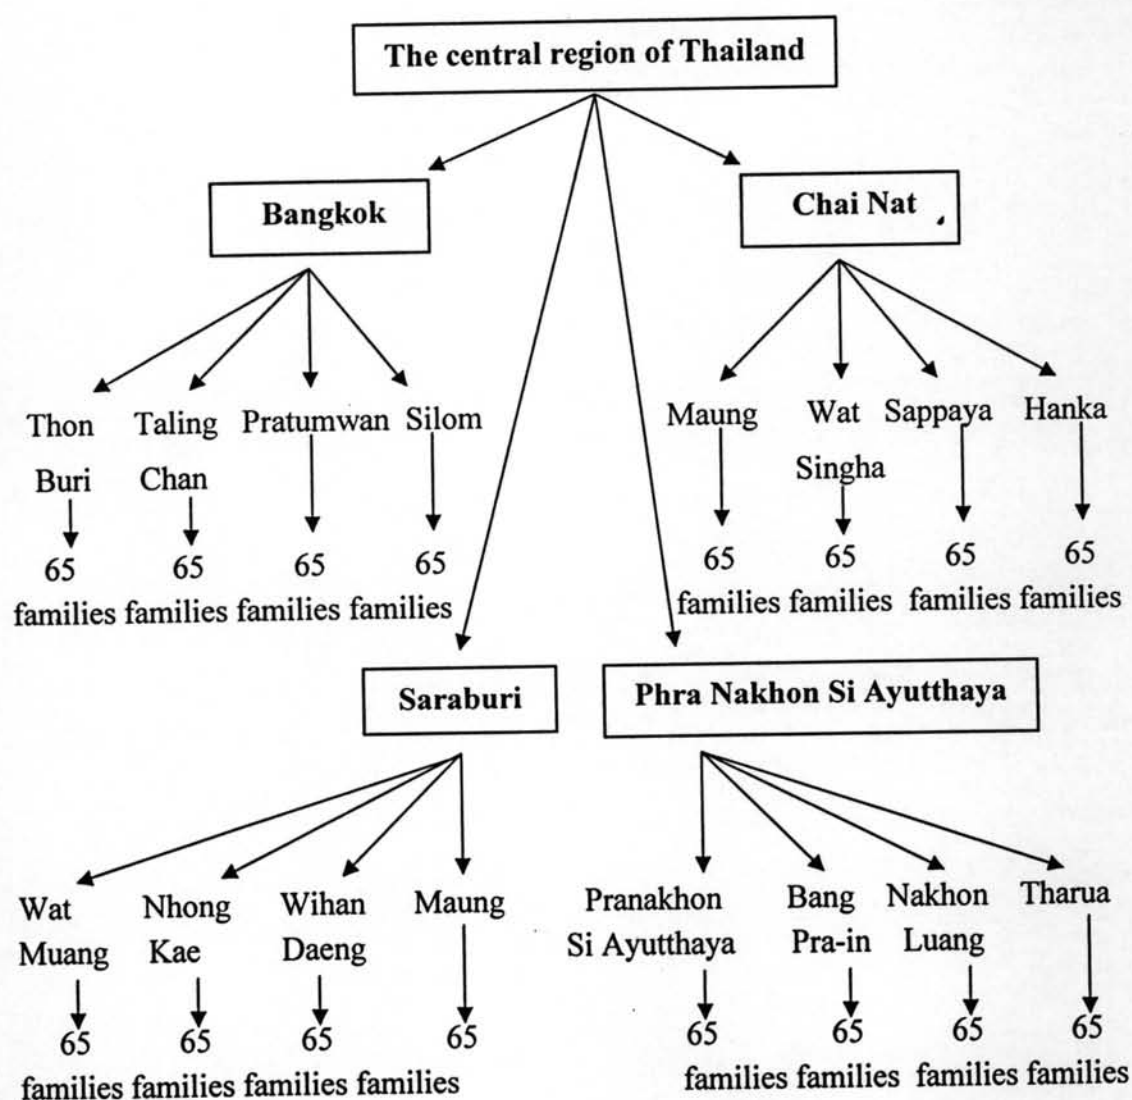 The central region of Thailand
Bangkok
Chai Nat
Thon Taling Pratumwan Silom
Buri Chan
65 65 65 65
families families families families
Maung Wat Sappaya Hanka
Singha
65 65 65 65
families families families families
Saraburi
Phra Nakhon Si Ayutthaya
Wat Nhong Wihan Maung
Muang Kae Daeng
65 65 65 65
families families families families
Pranakhon Bang Nakhon Tharua
Si Ayutthaya Pra-in Luang
65 65 65 65
families families families families